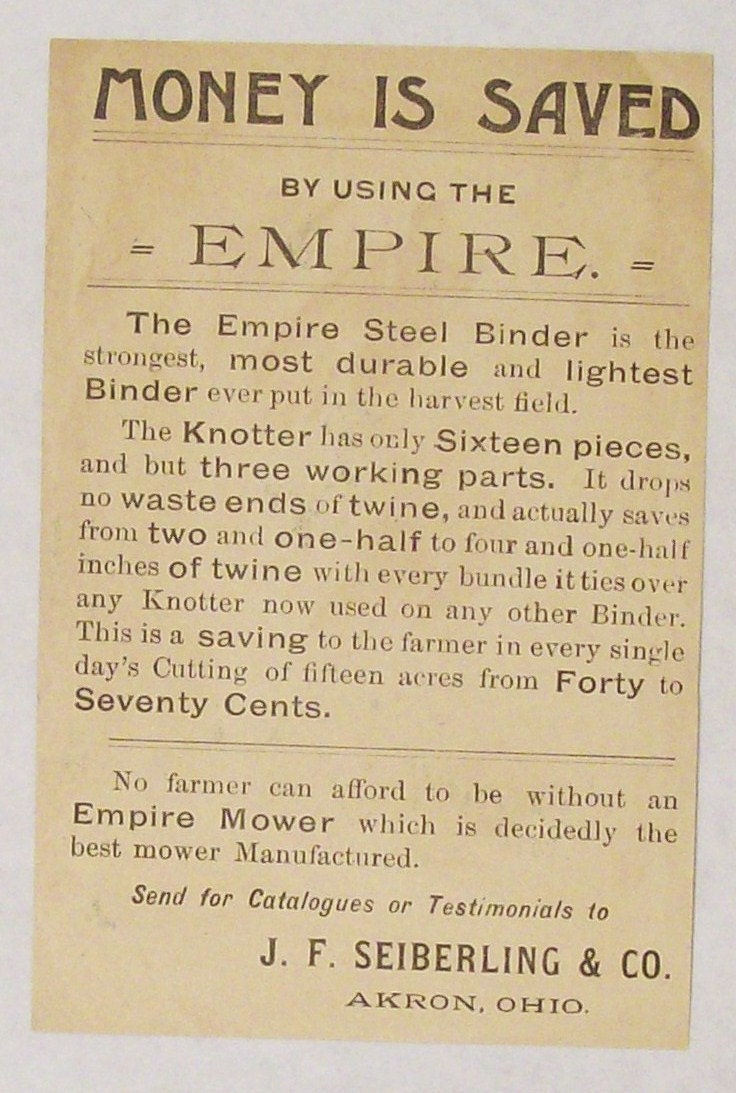 MONEY IS SAVED
BY USING THE
= EMPIRE. =
The Empire Steel Binder is the
strongest, most durable and lightest
Binder ever put in the harvest field.
The Knotter has only Sixteen pieces,
and but three working parts. It drops
no waste ends of twine, and actually saves
from two and one-half to four and one-half
inches of twine with every bundle it ties over
any Knotter now used on any other Binder.
This is a saving to the farmer in every single
day's Cutting of fifteen acres from Forty to
Seventy Cents.
No farmer can afford to be without an
Empire Mower which is decidedly the
best mower Manufactured.
Send for Catalogues or Testimonials to
J. F. SEIBERLING & CO.
AKRON, OHIO.